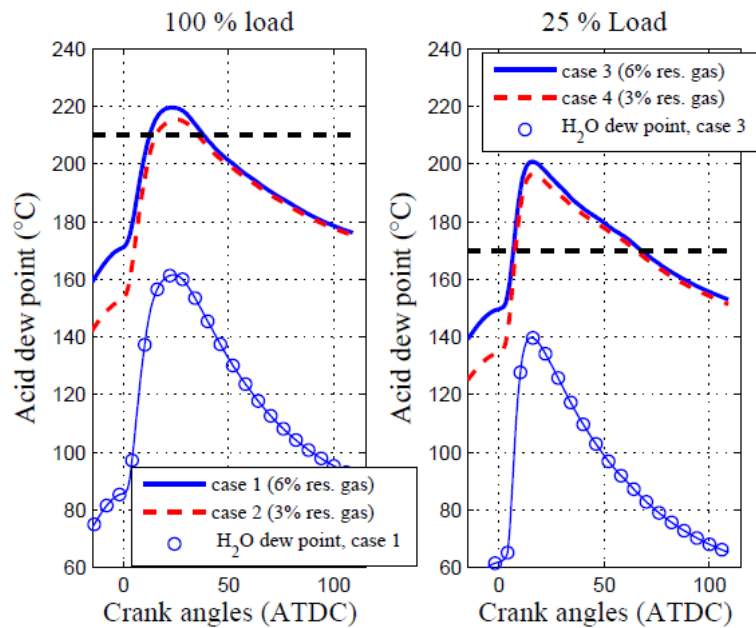 100 % load
240
220
200
180
160
140
120
100
80
60
Acid dew point (°C)
0
50
100
Crank angles (ATDC)
case 1 (6% res. gas)
case 2 (3% res. gas)
H₂O dew point, case 1
25 % Load
240
220
200
180
160
140
120
100
80
60
Acid dew point (°C)
0
50
100
Crank angles (ATDC)
case 3 (6% res. gas)
case 4 (3% res. gas)
H₂O dew point, case 3